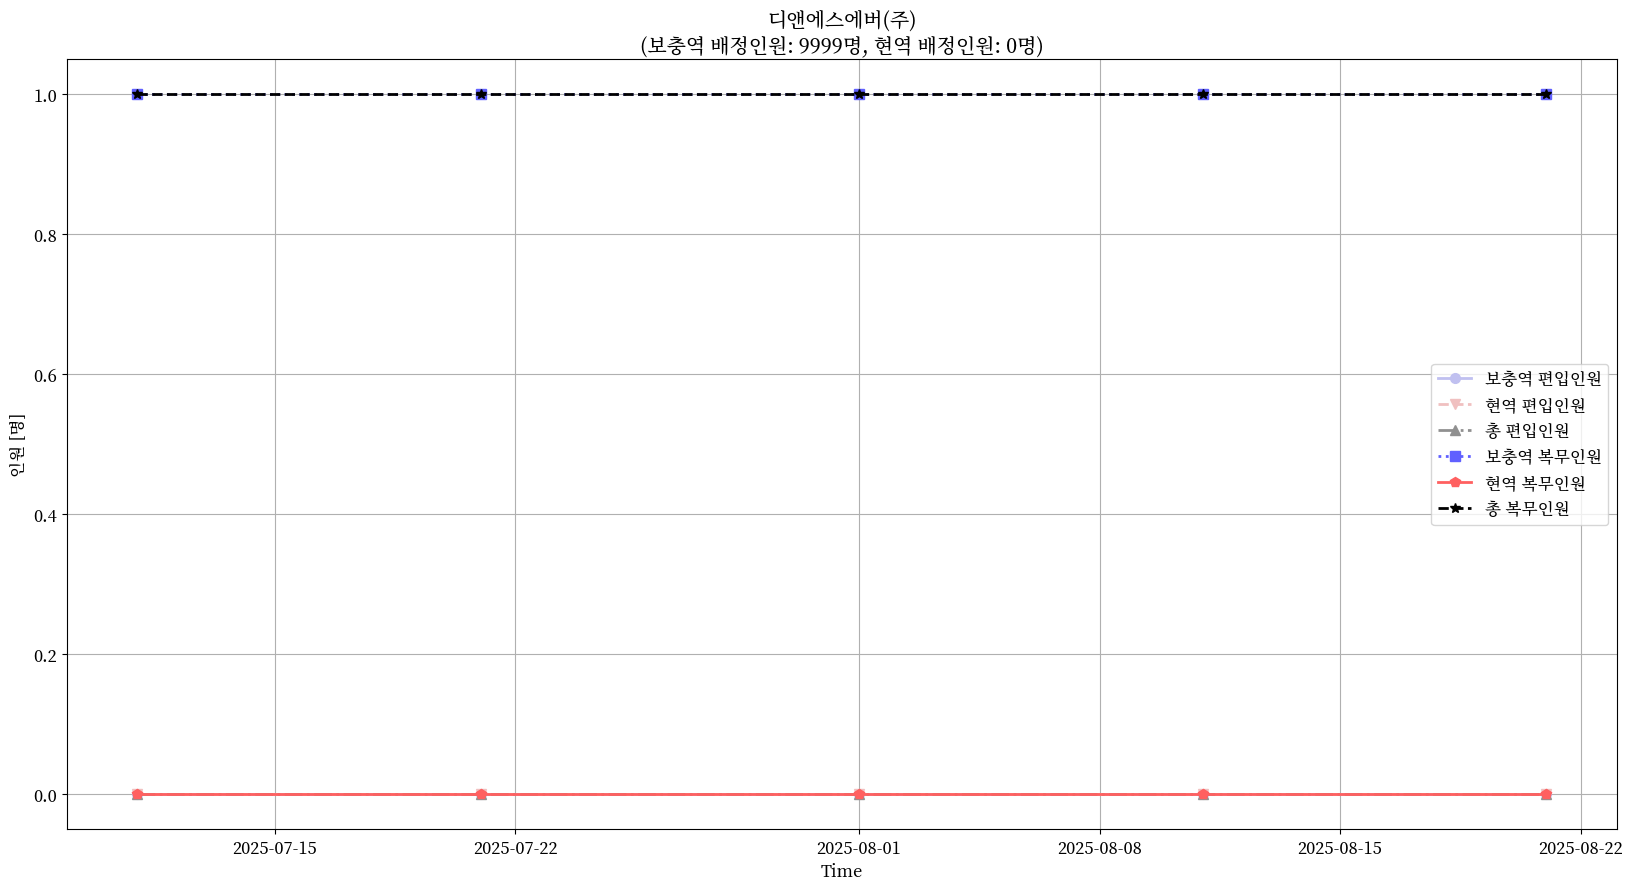 디앤에스에버(주)
(보충역 배정인원: 9999명, 현역 배정인원: 0명)
1.0
0.8
0.6
0.4
0.2
0.0
인원 [명]
보충역 편입인원
현역 편입인원
총 편입인원
보충역 복무인원
현역 복무인원
총 복무인원
2025-07-15
2025-07-22
2025-08-01
2025-08-08
2025-08-15
2025-08-22
Time